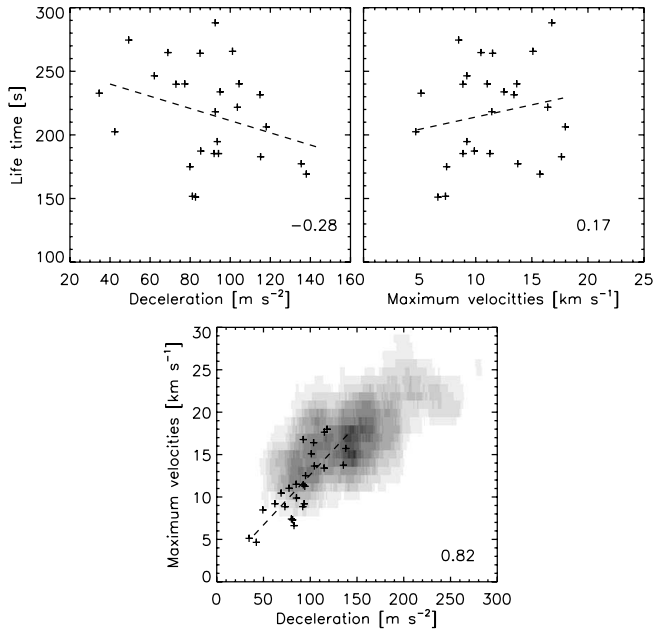 300
250
200
150
100
Life time [s]
−0.28
20 40 60 80 100 120 140 160
Deceleration [m s⁻²]
0.17
5 10 15 20 25
Maximum velocitties [km s⁻¹]
30
25
20
15
10
5
0
Maximum velocities [km s⁻¹]
0.82
0 50 100 150 200 250 300
Deceleration [m s⁻²]